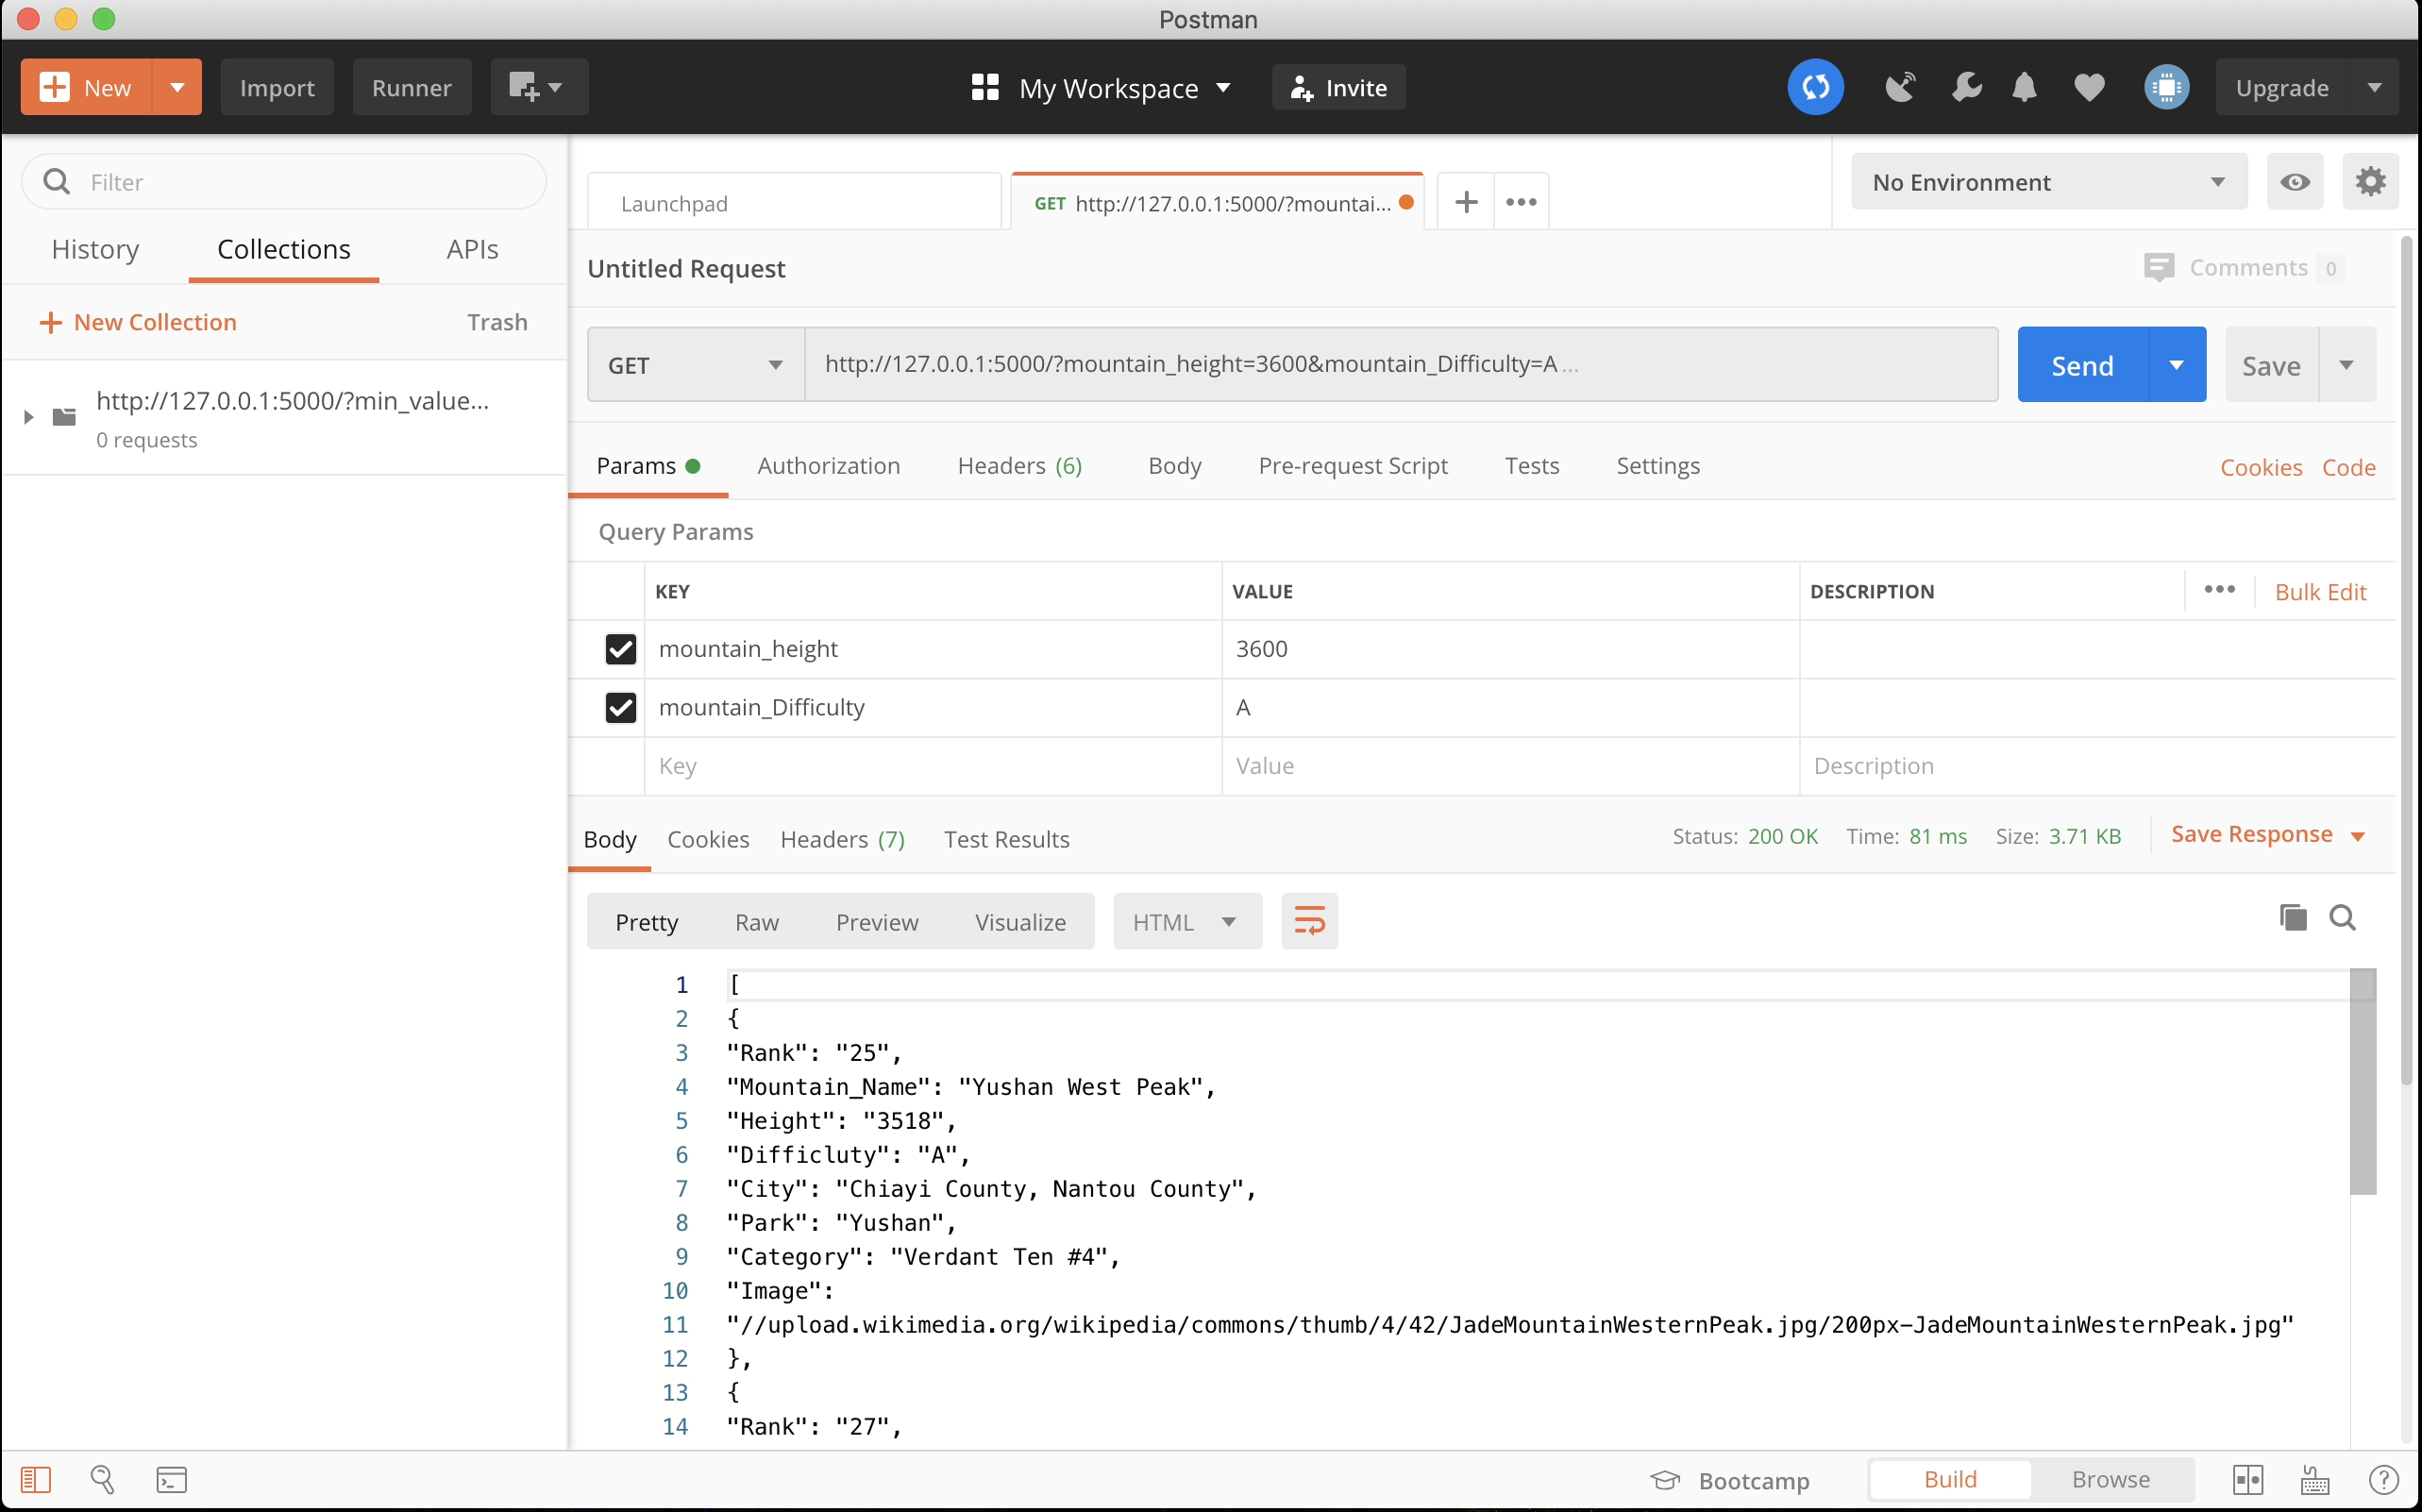 Postman
New
Import
Runner
My Workspace
Invite
Upgrade
Filter
History
Collections
APIs
New Collection
Trash
http://127.0.0.1:5000/?min_value...
0 requests
Launchpad
GET http://127.0.0.1:5000/?mountai...
No Environment
Untitled Request
Comments 0
GET
http://127.0.0.1:5000/?mountain_height=3600&mountain_Difficulty=A ...
Send
Save
Params
Authorization
Headers (6)
Body
Pre-request Script
Tests
Settings
Cookies
Code
Query Params
KEY
VALUE
DESCRIPTION
Bulk Edit
mountain_height
3600
mountain_Difficulty
A
Key
Value
Description
Body
Cookies
Headers (7)
Test Results
Status: 200 OK
Time: 81 ms
Size: 3.71 KB
Save Response
Pretty
Raw
Preview
Visualize
HTML
1 [
2 {
3 "Rank": "25",
4 "Mountain_Name": "Yushan West Peak",
5 "Height": "3518",
6 "Difficluty": "A",
7 "City": "Chiayi County, Nantou County",
8 "Park": "Yushan",
9 "Category": "Verdant Ten #4",
10 "Image":
11 "//upload.wikimedia.org/wikipedia/commons/thumb/4/42/JadeMountainWesternPeak.jpg/200px-JadeMountainWesternPeak.jpg"
12 },
13 {
14 "Rank": "27",
Bootcamp
Build
Browse
?